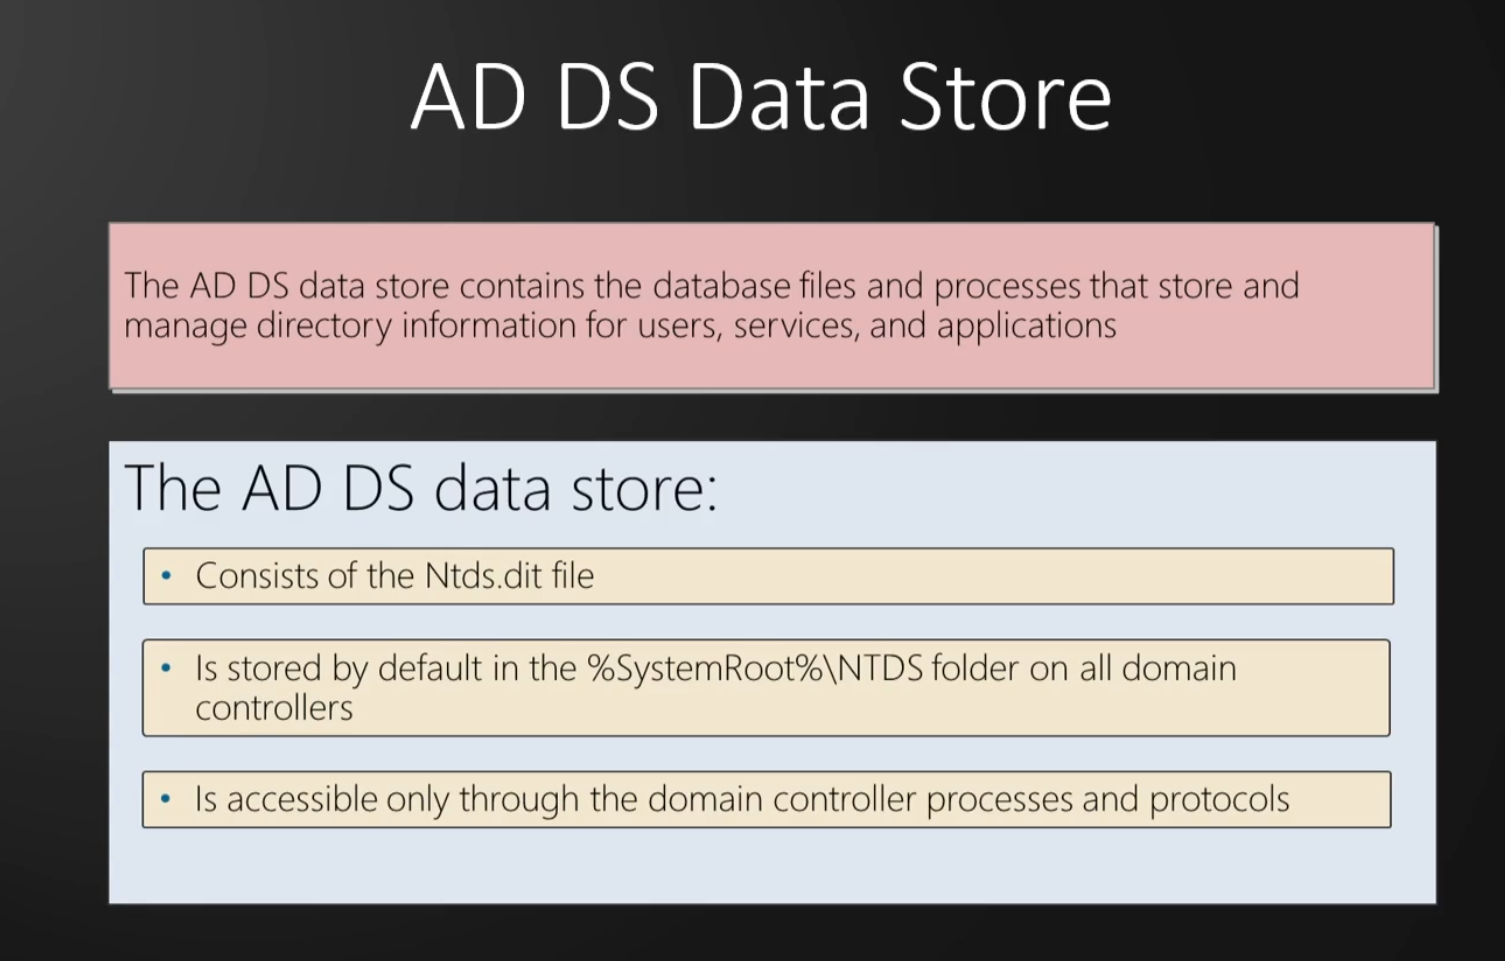 AD DS Data Store
The AD DS data store contains the database files and processes that store and
manage directory information for users, services, and applications
The AD DS data store:
• Consists of the Ntds.dit file
• Is stored by default in the %SystemRoot%\NTDS folder on all domain
controllers
• Is accessible only through the domain controller processes and protocols